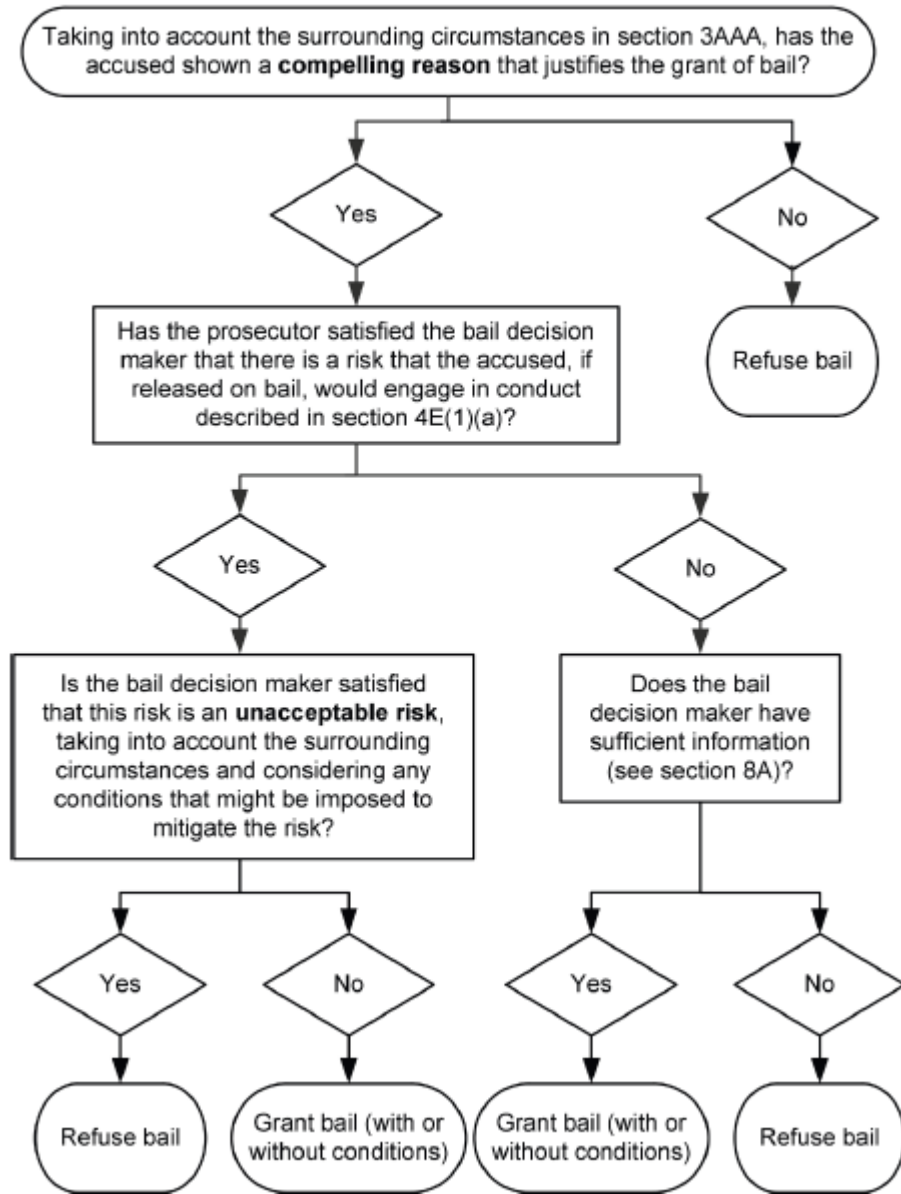 Taking into account the surrounding circumstances in section 3AAA, has the
accused shown a compelling reason that justifies the grant of bail?
Yes
No
Has the prosecutor satisfied the bail decision
maker that there is a risk that the accused, if
released on bail, would engage in conduct
described in section 4E(1)(a)?
Refuse bail
Yes
No
Is the bail decision maker satisfied
that this risk is an unacceptable risk,
taking into account the surrounding
circumstances and considering any
conditions that might be imposed to
mitigate the risk?
Does the bail
decision maker have
sufficient information
(see section 8A)?
Yes
No
Yes
No
Refuse bail
Grant bail (with or
without conditions)
Grant bail (with or
without conditions)
Refuse bail